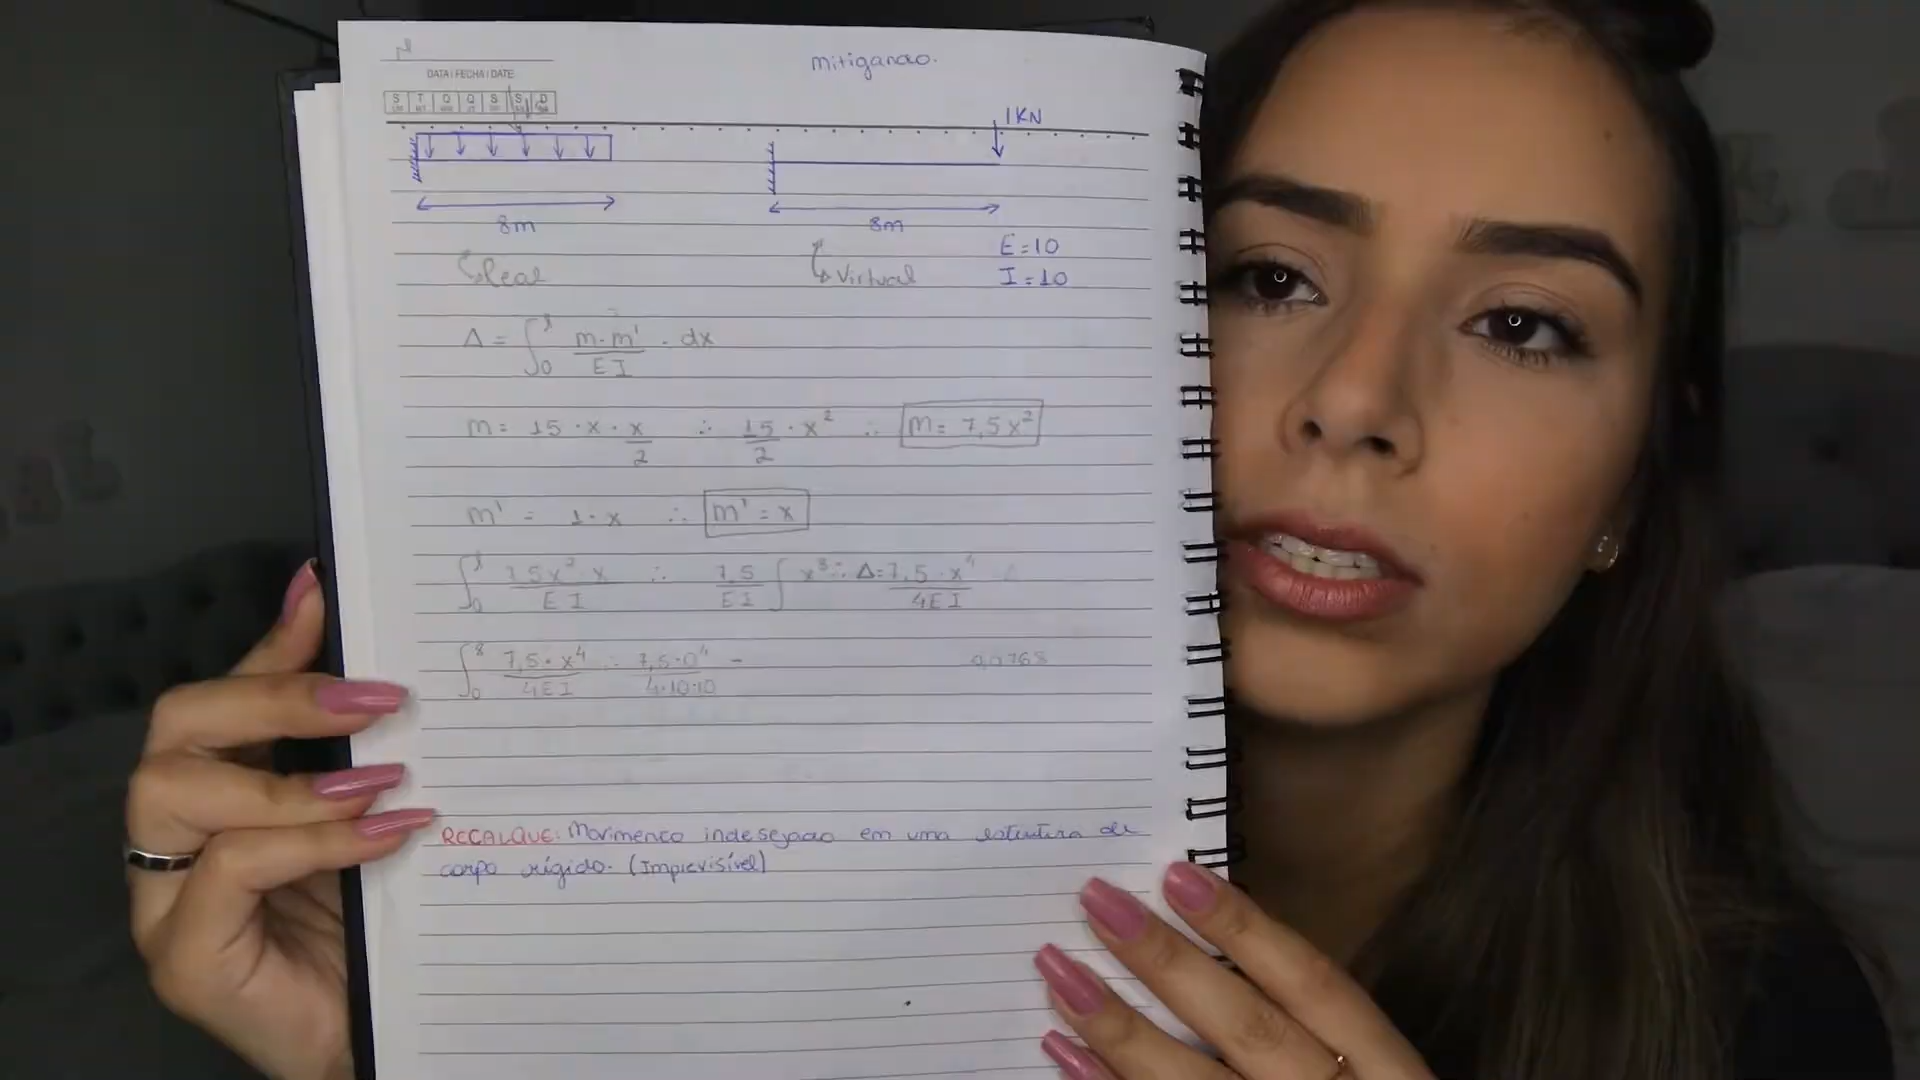 mitigando.
DATA / FECHA / DATE
S T Q Q S S D
1KN
8m 8m
Real Virtual
E=10
I=10
Δ = ∫₀⁸ m·m' / EI · dx
m = 15 · x · x/2 ∴ 15/2 · x² ∴ m = 7,5x²
m' = 1·x ∴ m' = x
∫₀ 7,5x²·x / EI ∴ 7,5/EI ∫ x³ ∴ Δ = 7,5·x⁴ / 4EI
∫₀⁸ 7,5·x⁴ / 4EI ∴ 7,5·0⁴ / 4·10·10 −
RECALQUE: Movimento indesejado em uma estrutura de
corpo rígido. (Imprevisível)